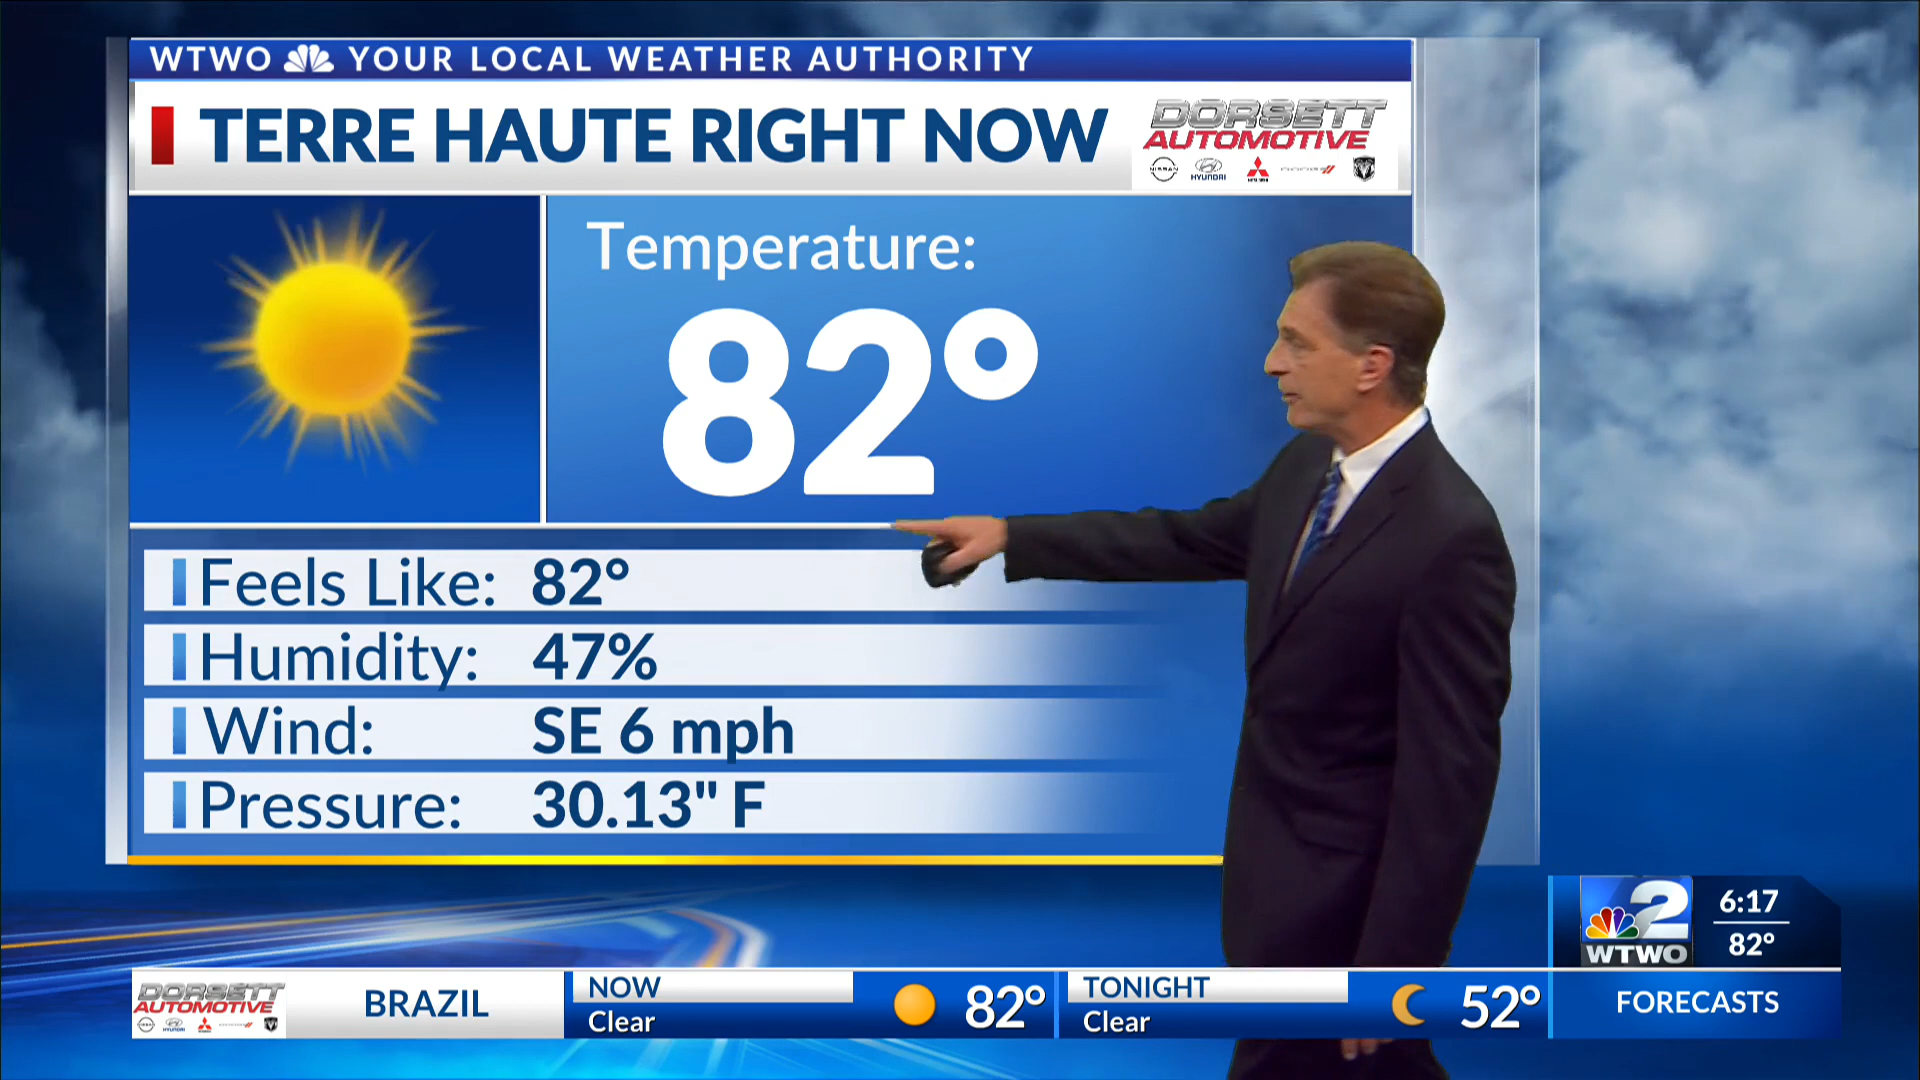 WTWO YOUR LOCAL WEATHER AUTHORITY
TERRE HAUTE RIGHT NOW
DORSETT
AUTOMOTIVE
NISSAN HYUNDAI
Temperature:
82°
Feels Like: 82°
Humidity: 47%
Wind: SE 6 mph
Pressure: 30.13" F
2
WTWO
6:17
82°
DORSETT
AUTOMOTIVE
BRAZIL
NOW
Clear
82°
TONIGHT
Clear
52°
FORECASTS